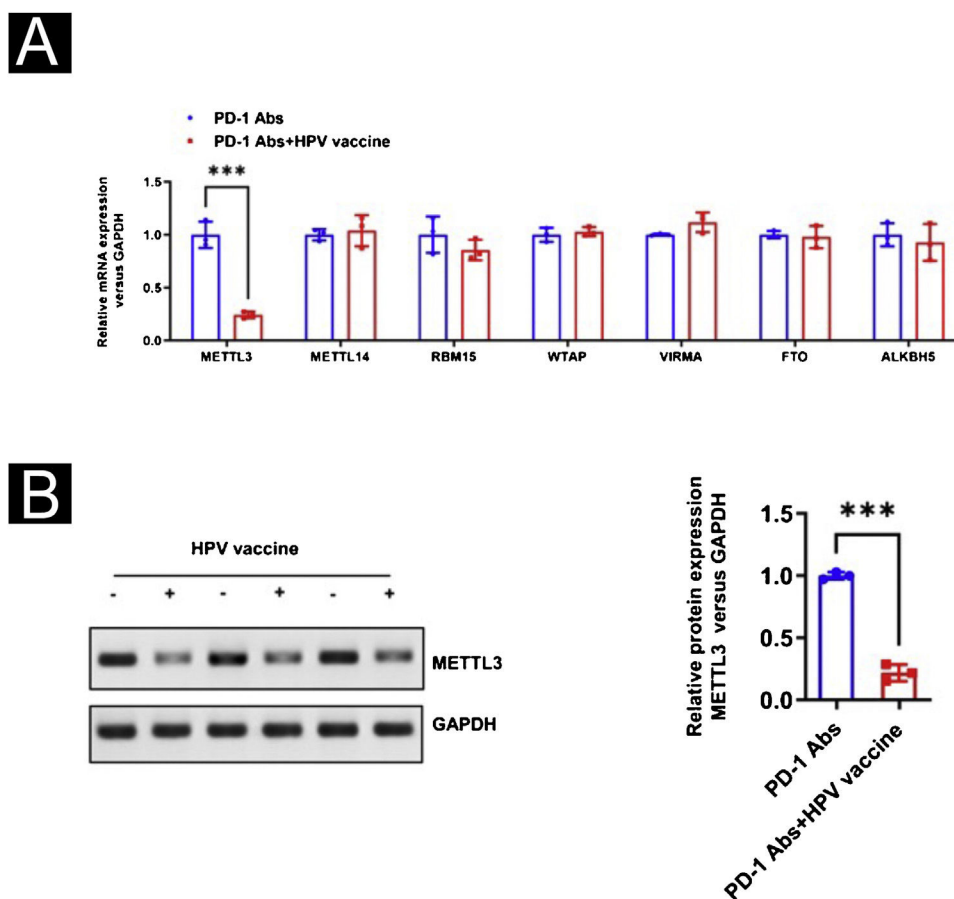 A
PD-1 Abs
PD-1 Abs+HPV vaccine
***
Relative mRNA expression
versus GAPDH
1.5
1.0
0.5
0.0
METTL3 METTL14 RBM15 WTAP VIRMA FTO ALKBH5
B
HPV vaccine
- + - + - +
METTL3
GAPDH
Relative protein expression
METTL3 versus GAPDH
***
1.5
1.0
0.5
0.0
PD-1 Abs
PD-1 Abs+HPV vaccine